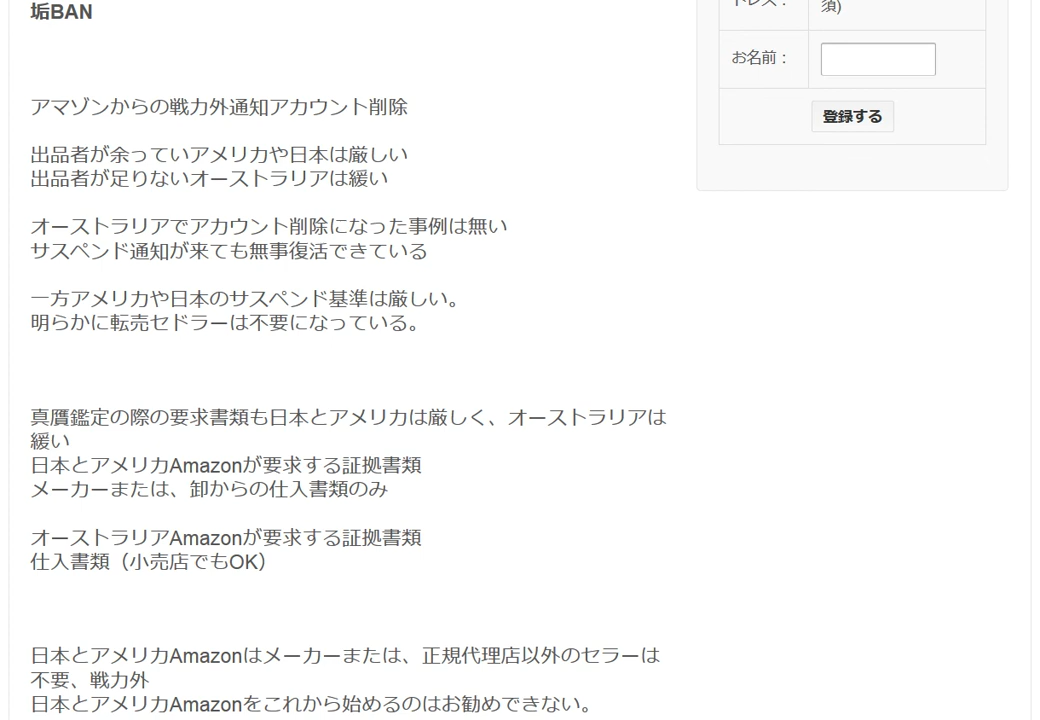 垢BAN
アマゾンからの戦力外通知アカウント削除
出品者が余っていアメリカや日本は厳しい
出品者が足りないオーストラリアは緩い
オーストラリアでアカウント削除になった事例は無い
サスペンド通知が来ても無事復活できている
一方アメリカや日本のサスペンド基準は厳しい。
明らかに転売セドラーは不要になっている。
真贋鑑定の際の要求書類も日本とアメリカは厳しく、オーストラリアは
緩い
日本とアメリカAmazonが要求する証拠書類
メーカーまたは、卸からの仕入書類のみ
オーストラリアAmazonが要求する証拠書類
仕入書類（小売店でもOK）
日本とアメリカAmazonはメーカーまたは、正規代理店以外のセラーは
不要、戦力外
日本とアメリカAmazonをこれから始めるのはお勧めできない。
ドレス：
須)
お名前：
登録する